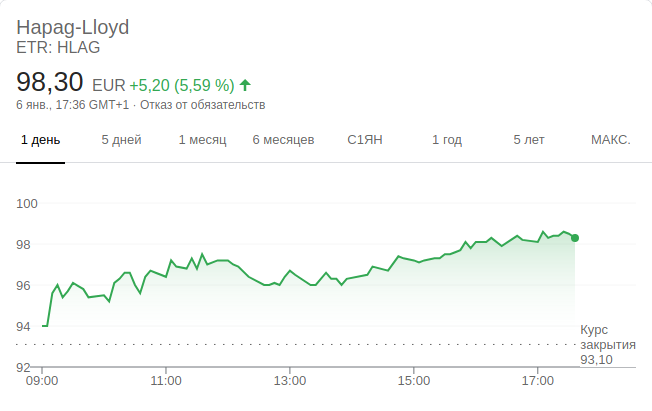 Hapag-Lloyd
ETR: HLAG
98,30 EUR +5,20 (5,59 %)
6 янв., 17:36 GMT+1 · Отказ от обязательств
1 день 5 дней 1 месяц 6 месяцев С1ЯН 1 год 5 лет МАКС.
100
98
96
94
Курс
закрытия
93,10
92
09:00 11:00 13:00 15:00 17:00